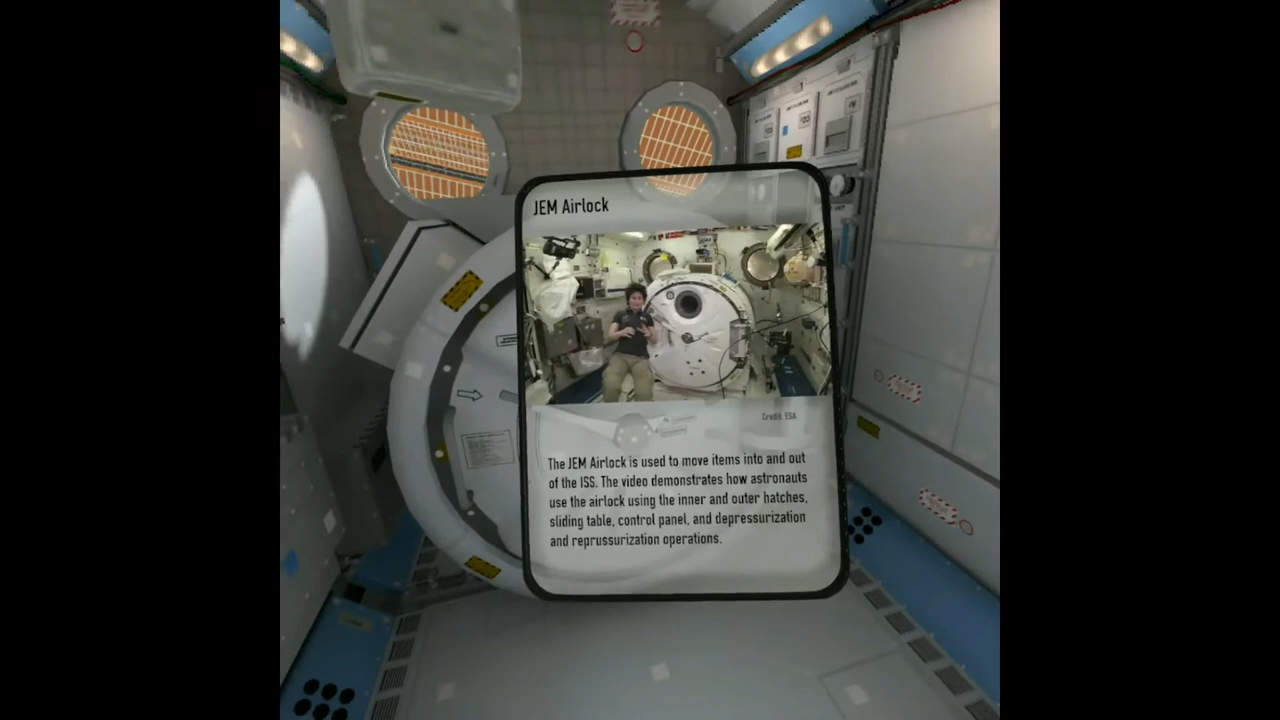 JEM Airlock
Credit: ESA
The JEM Airlock is used to move items into and out
of the ISS. The video demonstrates how astronauts
use the airlock using the inner and outer hatches,
sliding table, control panel, and depressurization
and reprussurization operations.